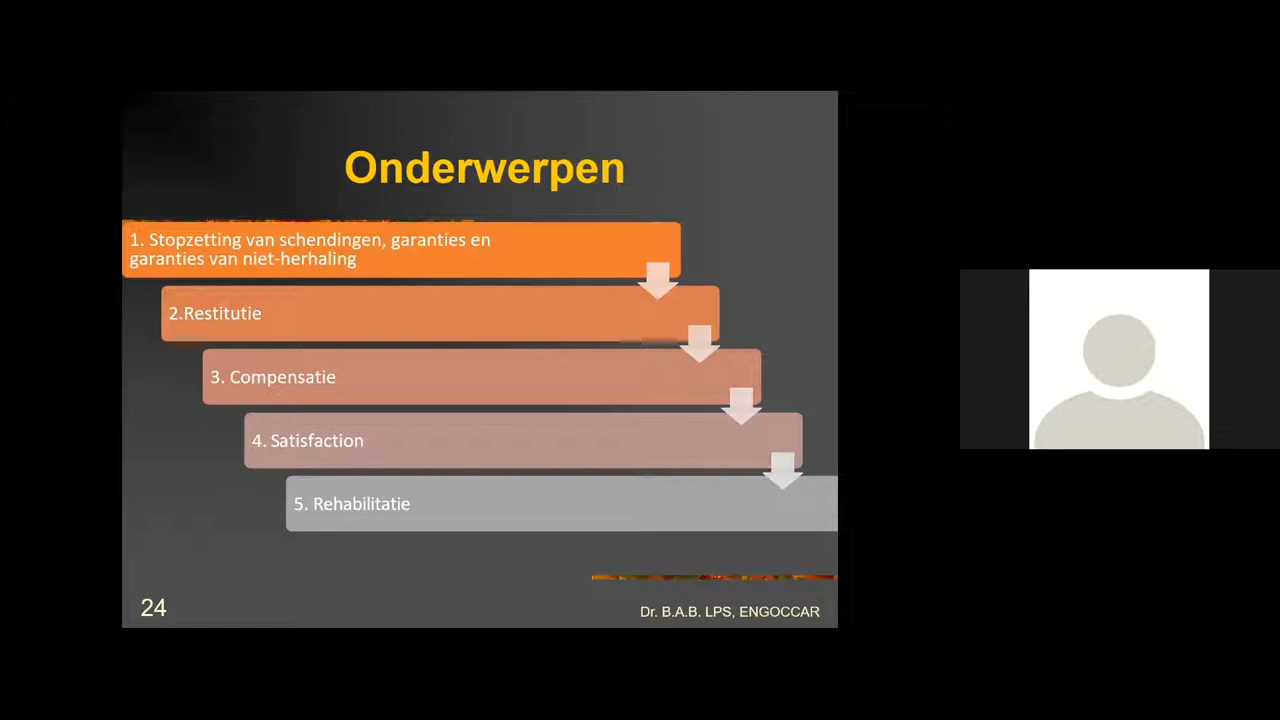 Onderwerpen
1. Stopzetting van schendingen, garanties en
garanties van niet-herhaling
2.Restitutie
3. Compensatie
4. Satisfaction
5. Rehabilitatie
24
Dr. B.A.B. LPS, ENGOCCAR